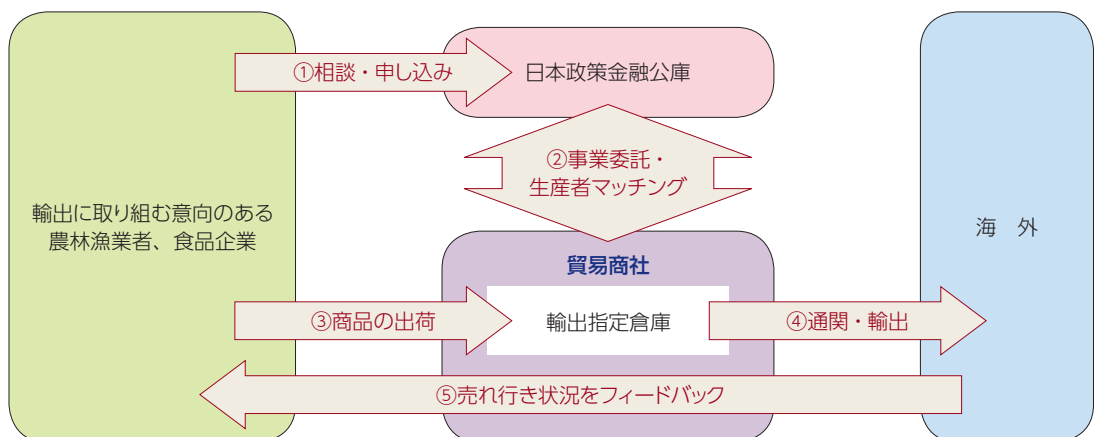 ①相談・申し込み
日本政策金融公庫
②事業委託・
生産者マッチング
輸出に取り組む意向のある
農林漁業者、食品企業
海　外
貿易商社
③商品の出荷
輸出指定倉庫
④通関・輸出
⑤売れ行き状況をフィードバック